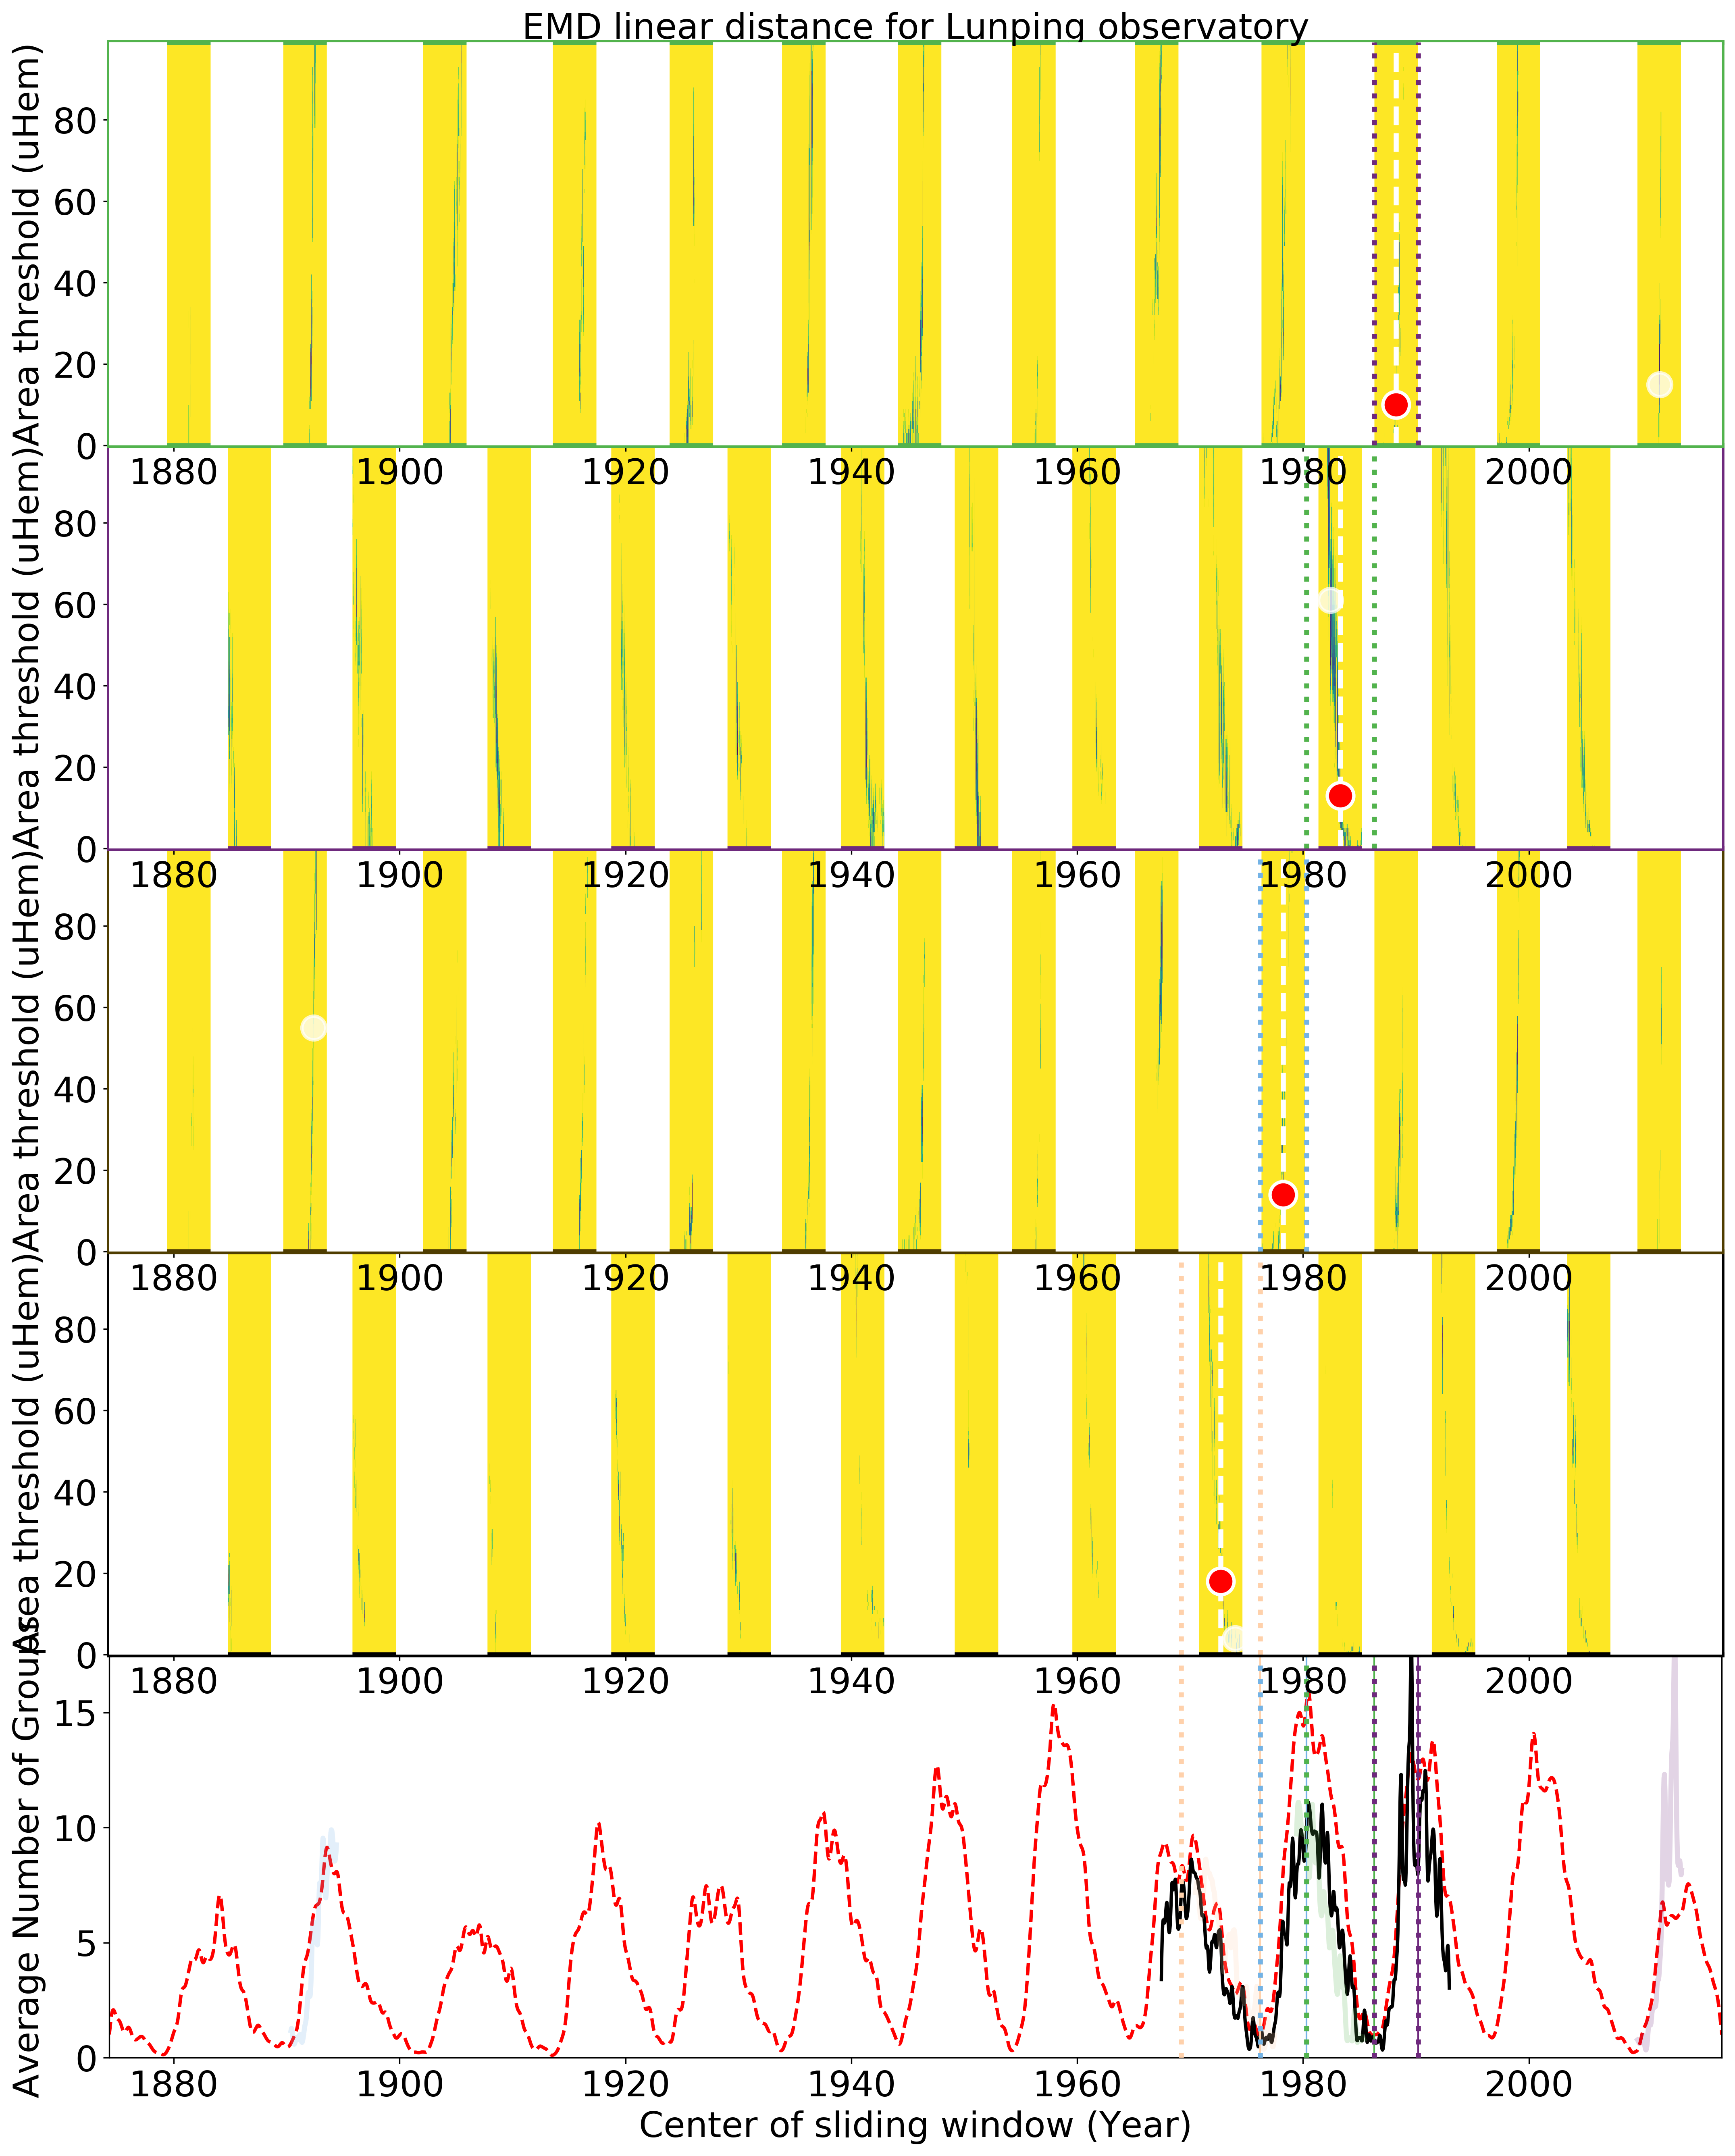 EMD linear distance for Lunping observatory
Area threshold (uHem)
80
60
40
20
0
1880 1900 1920 1940 1960 1980 2000
Area threshold (uHem)
80
60
40
20
0
1880 1900 1920 1940 1960 1980 2000
Area threshold (uHem)
80
60
40
20
0
1880 1900 1920 1940 1960 1980 2000
Area threshold (uHem)
80
60
40
20
0
1880 1900 1920 1940 1960 1980 2000
Average Number of Groups
15
10
5
0
1880 1900 1920 1940 1960 1980 2000
Center of sliding window (Year)